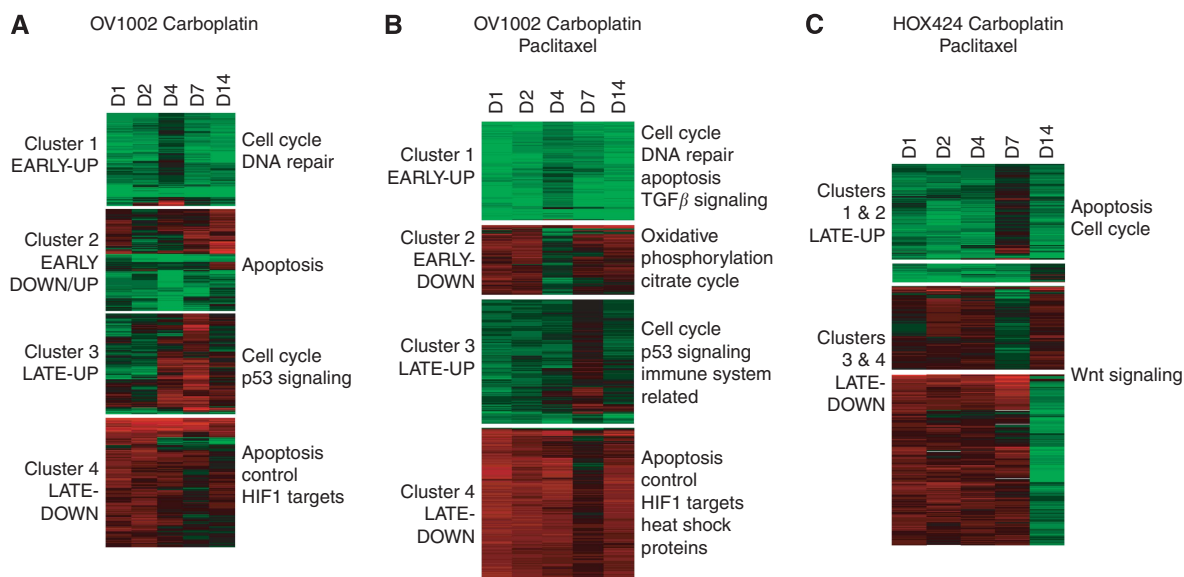 A
OV1002 Carboplatin
D1 D2 D4 D7 D14
Cluster 1
EARLY-UP
Cell cycle
DNA repair
Cluster 2
EARLY
DOWN/UP
Apoptosis
Cluster 3
LATE-UP
Cell cycle
p53 signaling
Cluster 4
LATE-
DOWN
Apoptosis
control
HIF1 targets
B
OV1002 Carboplatin
Paclitaxel
D1 D2 D4 D7 D14
Cluster 1
EARLY-UP
Cell cycle
DNA repair
apoptosis
TGFβ signaling
Cluster 2
EARLY-
DOWN
Oxidative
phosphorylation
citrate cycle
Cluster 3
LATE-UP
Cell cycle
p53 signaling
immune system
related
Cluster 4
LATE-
DOWN
Apoptosis
control
HIF1 targets
heat shock
proteins
C
HOX424 Carboplatin
Paclitaxel
D1 D2 D4 D7 D14
Clusters
1 & 2
LATE-UP
Apoptosis
Cell cycle
Clusters
3 & 4
LATE-
DOWN
Wnt signaling